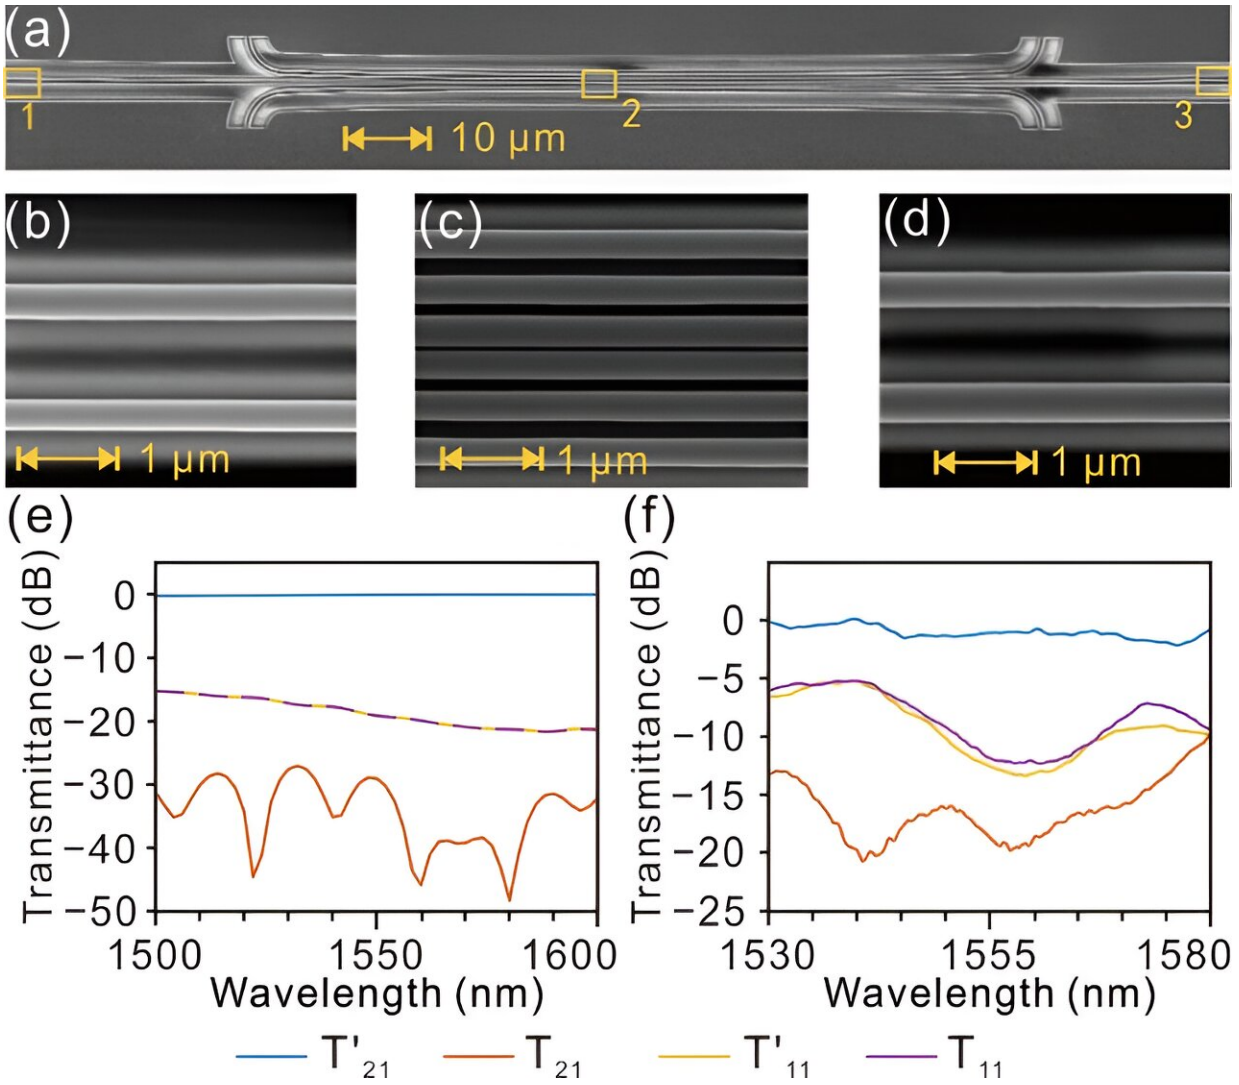 (a)
1
2
3
10 μm
(b)
(c)
(d)
1 μm
1 μm
1 μm
(e)
(f)
Transmittance (dB)
0
−10
−20
−30
−40
−50
1500
1550
1600
Wavelength (nm)
Transmittance (dB)
0
−5
−10
−15
−20
−25
1530
1555
1580
Wavelength (nm)
T'21
T21
T'11
T11